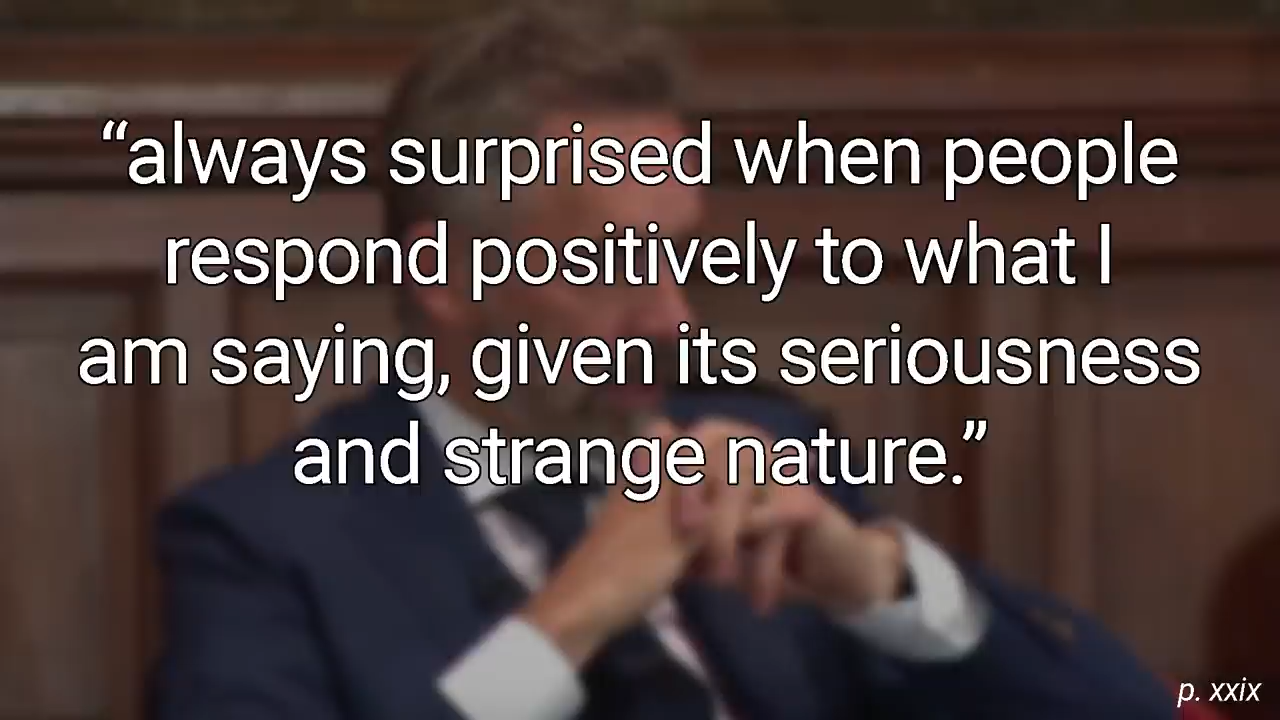 “always surprised when people
respond positively to what I
am saying, given its seriousness
and strange nature.”
p. xxix